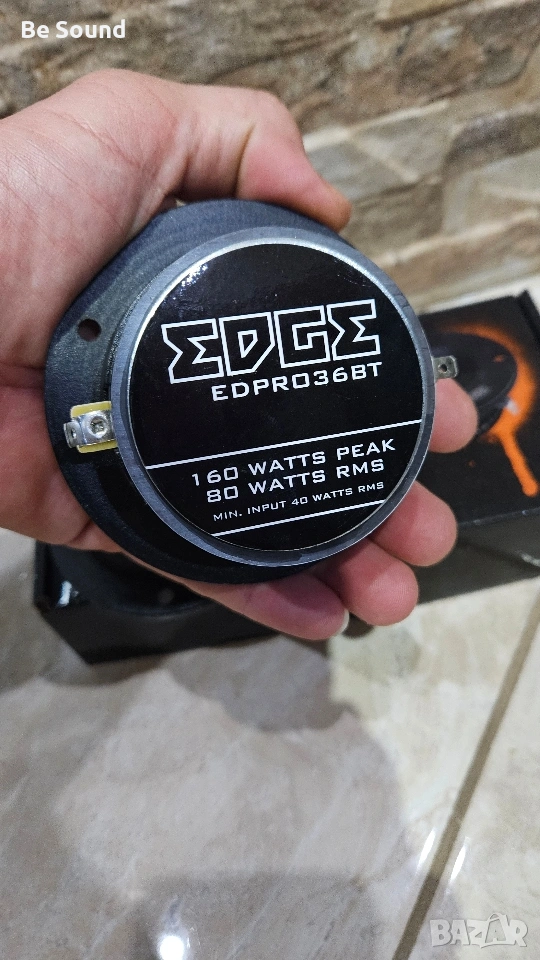 Be Sound
EDGE
EDPRO36BT
160 WATTS PEAK
80 WATTS RMS
MIN. INPUT 40 WATTS RMS
BAZAR